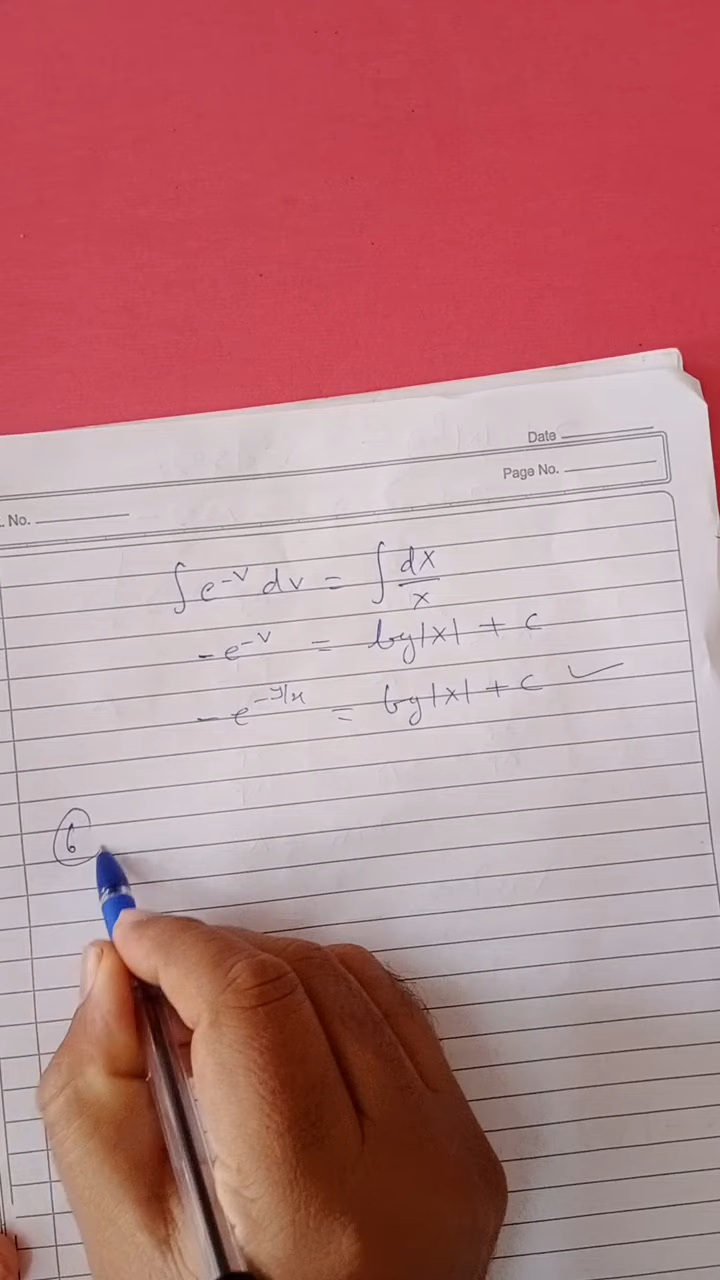 Date
Page No.
. No.
∫ e^-v dv = ∫ dx/x
-e^-v = log|x| + c
-e^-y/x = log|x| + c ✓
6